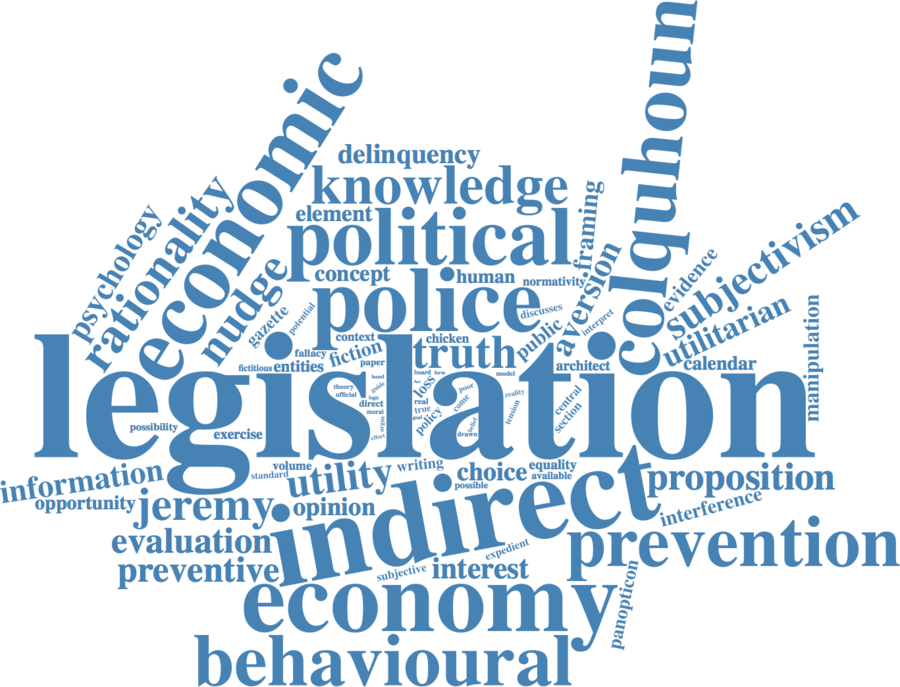 economic
colquhoun
delinquency
knowledge
psychology
rationality
element
political
framing
subjectivism
nudge
concept
human
normativity
aversion
evidence
gazette
potential
police
discusses
interpret
utilitarian
context
chicken
public
fallacy
fiction
truth
fictitious
entities
paper
model
architect
calendar
manipulation
legislation
theory
official
bond
guide
logic
direct
moral
argue
effort
board
form
loss
real
true
goal
policy
poor
come
belief
drawn
reality
tension
central
section
possibility
exercise
information
standard
volume
utility
writing
choice
equality
available
possible
proposition
opportunity
jeremy
opinion
indirect
interference
evaluation
preventive
expedient
prevention
subjective
interest
panopticon
economy
behavioural